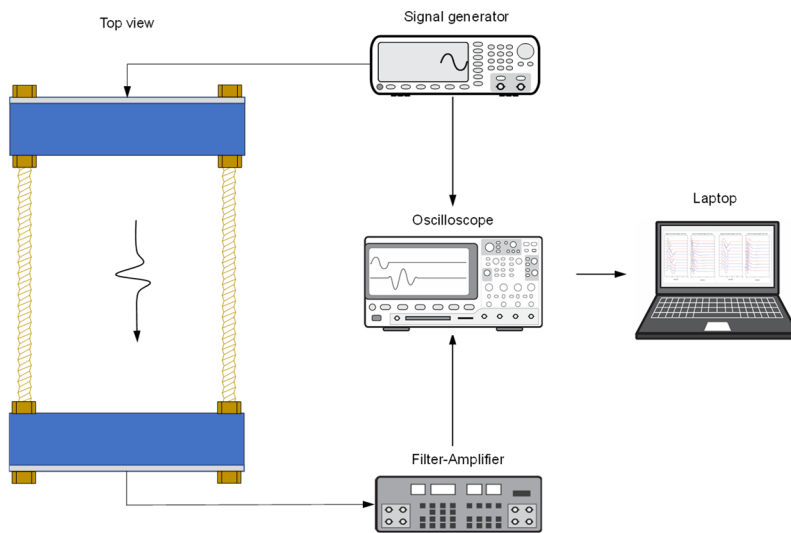 Signal generator
Top view
Laptop
Oscilloscope
Filter-Amplifier